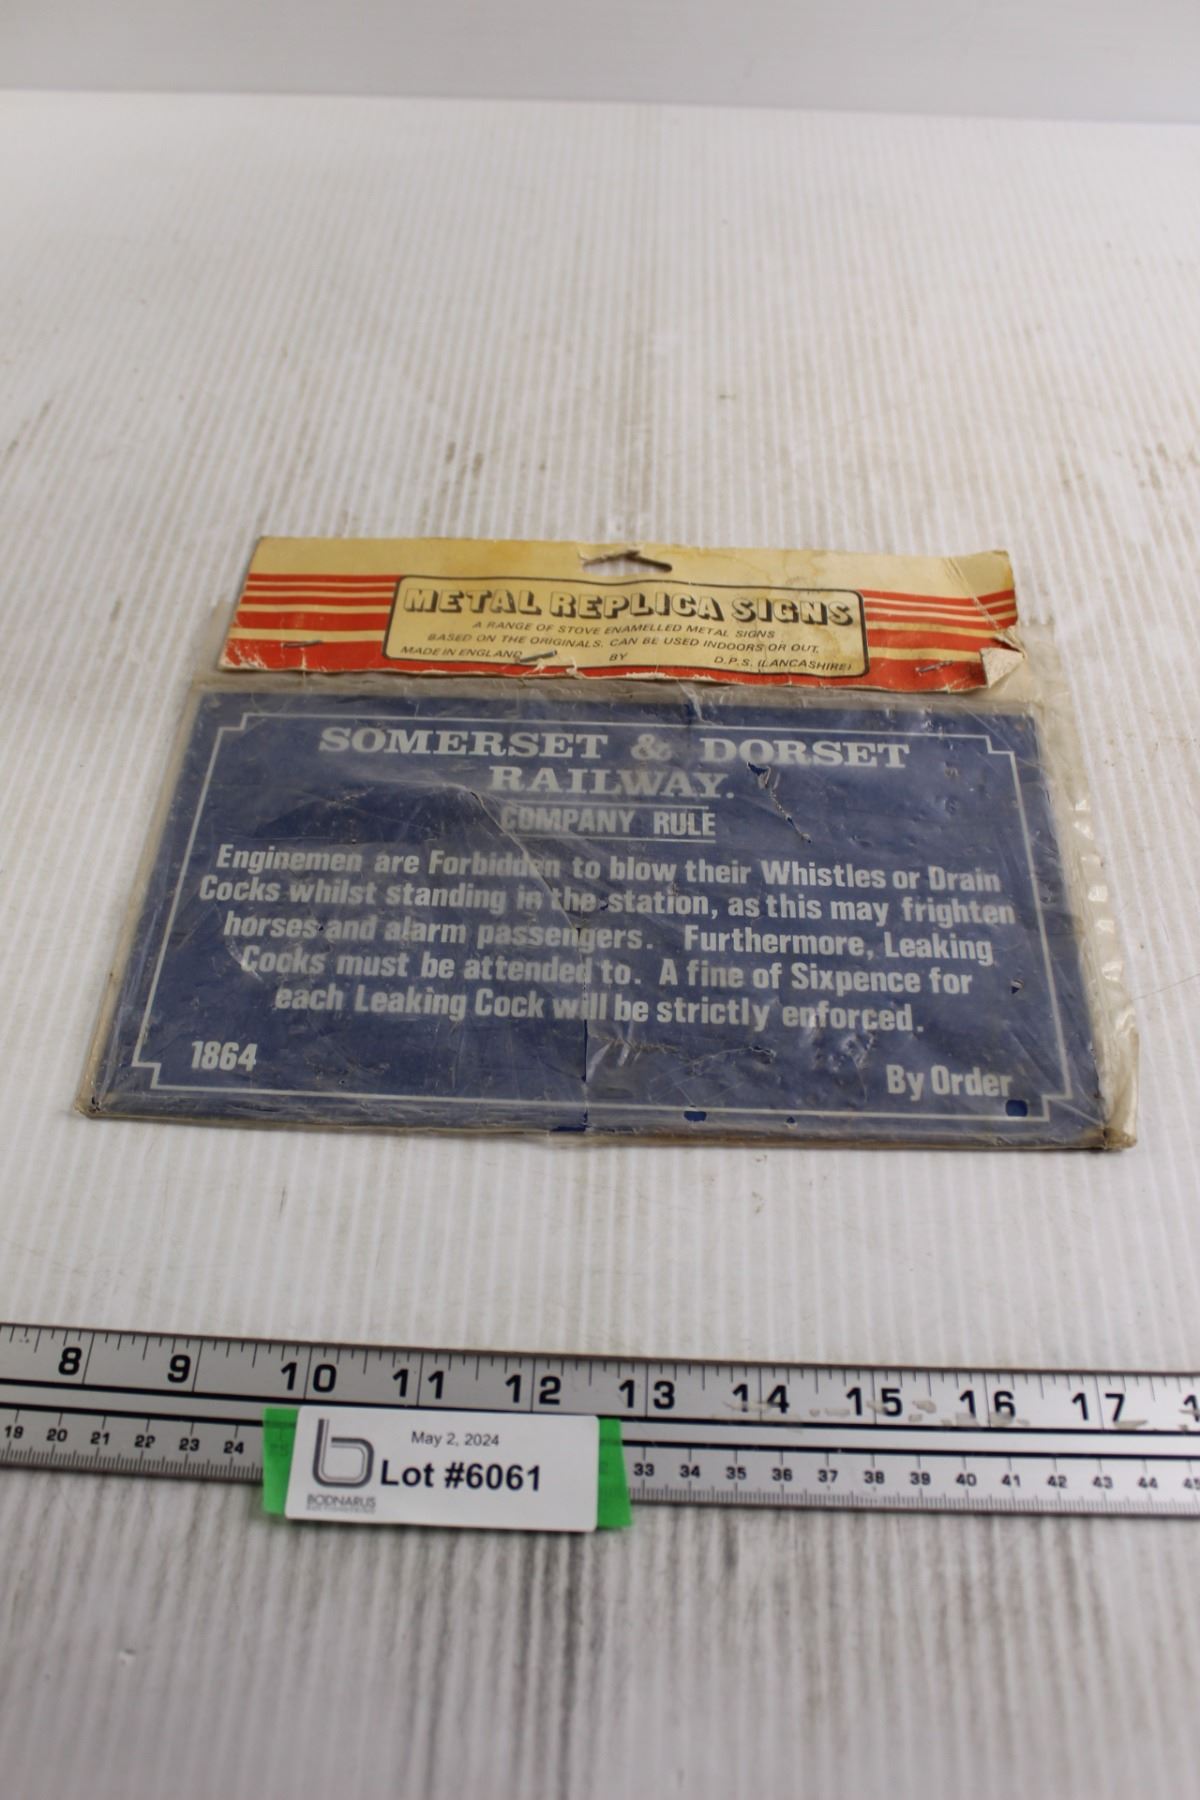 METAL REPLICA SIGNS
A RANGE OF STOVE ENAMELLED METAL SIGNS
BASED ON THE ORIGINALS. CAN BE USED INDOORS OR OUT.
MADE IN ENGLAND BY D.P.S. (LANCASHIRE)
SOMERSET & DORSET
RAILWAY.
COMPANY RULE
Enginemen are Forbidden to blow their Whistles or Drain
Cocks whilst standing in the station, as this may frighten
horses and alarm passengers. Furthermore, Leaking
Cocks must be attended to. A fine of Sixpence for
each Leaking Cock will be strictly enforced.
1864
By Order
8 9 10 11 12 13 14 15 16 17 1
19 20 21 22 23 24 33 34 35 36 37 38 39 40 41 42 43 44 45
May 2, 2024
Lot #6061
BODNARUS